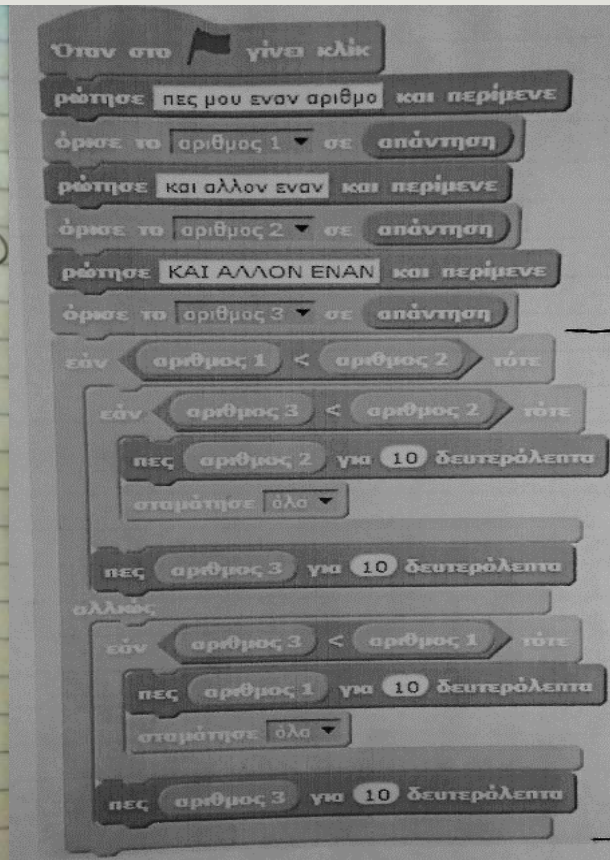 Όταν στο γίνει κλικ
ρώτησε πες μου εναν αριθμο και περίμενε
όρισε το αριθμος 1 σε απάντηση
ρώτησε και αλλον εναν και περίμενε
όρισε το αριθμος 2 σε απάντηση
ρώτησε ΚΑΙ ΑΛΛΟΝ ΕΝΑΝ και περίμενε
όρισε το αριθμος 3 σε απάντηση
εάν αριθμος 1 < αριθμος 2 τότε
εάν αριθμος 3 < αριθμος 2 τότε
πες αριθμος 2 για 10 δευτερόλεπτα
σταμάτησε όλα
πες αριθμος 3 για 10 δευτερόλεπτα
αλλιώς
εάν αριθμος 3 < αριθμος 1 τότε
πες αριθμος 1 για 10 δευτερόλεπτα
σταμάτησε όλα
πες αριθμος 3 για 10 δευτερόλεπτα